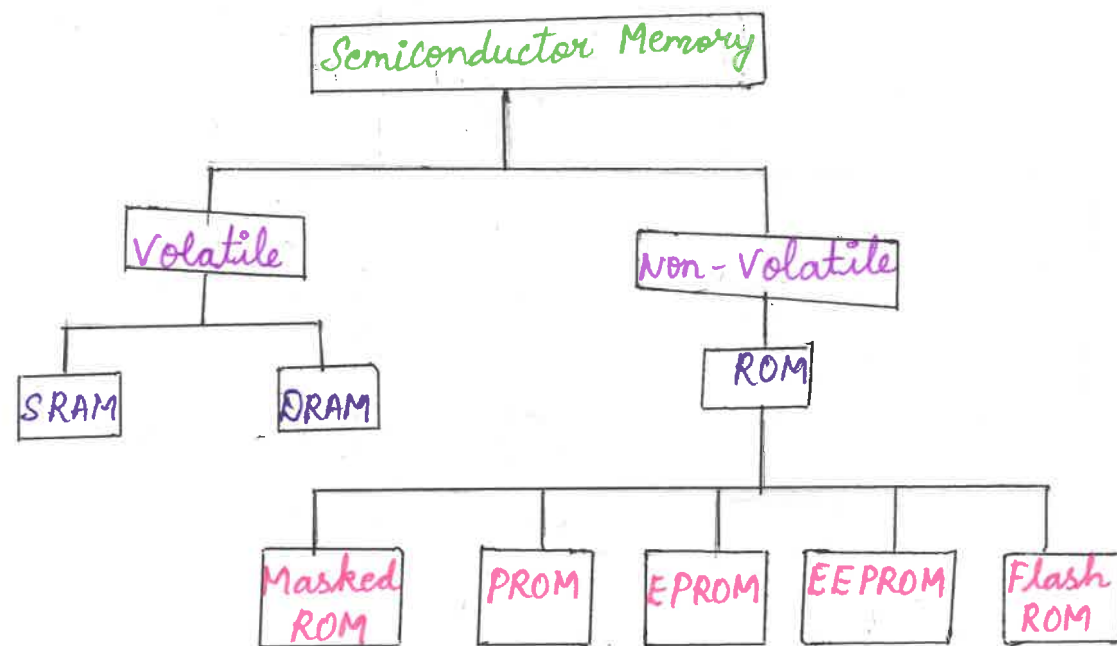 Semiconductor Memory
Volatile
Non-Volatile
ROM
SRAM
DRAM
Masked
ROM
PROM
EPROM
EEPROM
Flash
ROM